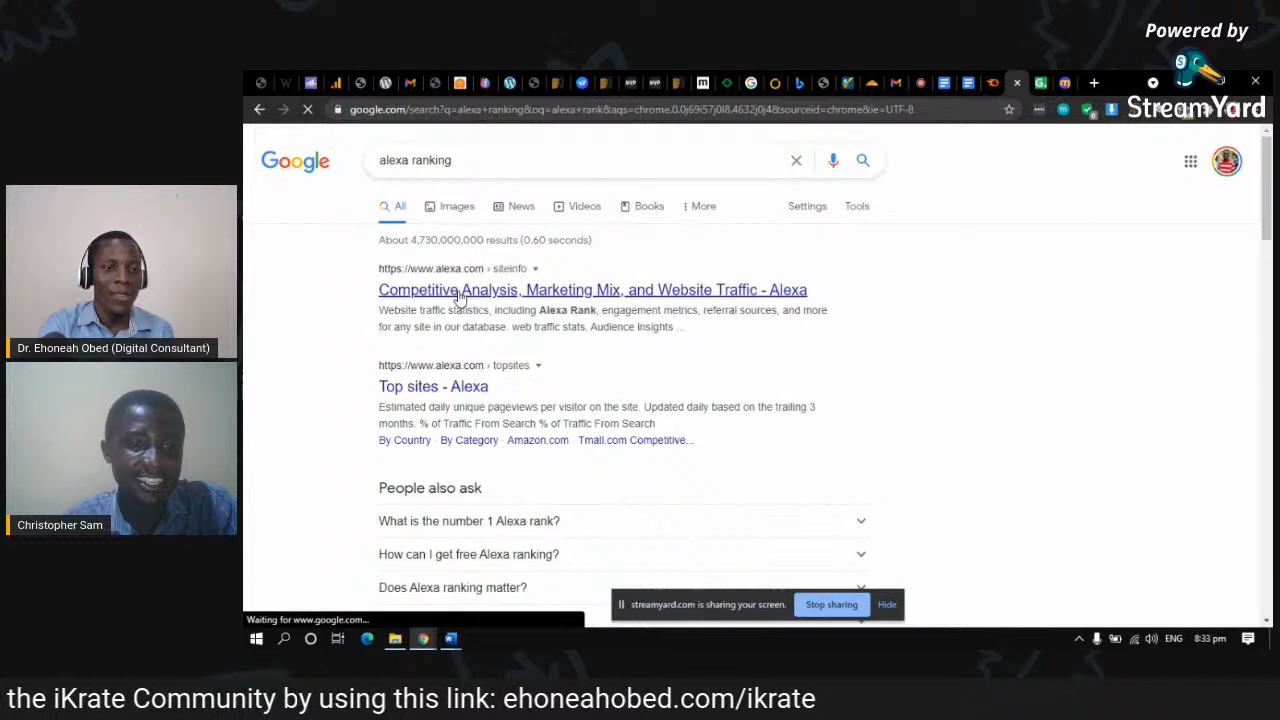 Powered by
StreamYard
google.com/search?q=alexa+ranking&oq=alexa+rank&aqs=chrome.0.0j69i57j0l8.4632j0j4&sourceid=chrome&ie=UTF-8
Google
alexa ranking
All Images News Videos Books More Settings Tools
About 4,730,000,000 results (0.60 seconds)
https://www.alexa.com › siteinfo
Competitive Analysis, Marketing Mix, and Website Traffic - Alexa
Website traffic statistics, including Alexa Rank, engagement metrics, referral sources, and more
for any site in our database. web traffic stats. Audience insights ...
https://www.alexa.com › topsites
Top sites - Alexa
Estimated daily unique pageviews per visitor on the site. Updated daily based on the trailing 3
months. % of Traffic From Search % of Traffic From Search
By Country · By Category · Amazon.com · Tmall.com Competitive...
People also ask
What is the number 1 Alexa rank?
How can I get free Alexa ranking?
Does Alexa ranking matter?
streamyard.com is sharing your screen. Stop sharing Hide
Waiting for www.google.com...
ENG 8:33 pm
Dr. Ehoneah Obed (Digital Consultant)
Christopher Sam
the iKrate Community by using this link: ehoneahobed.com/ikrate